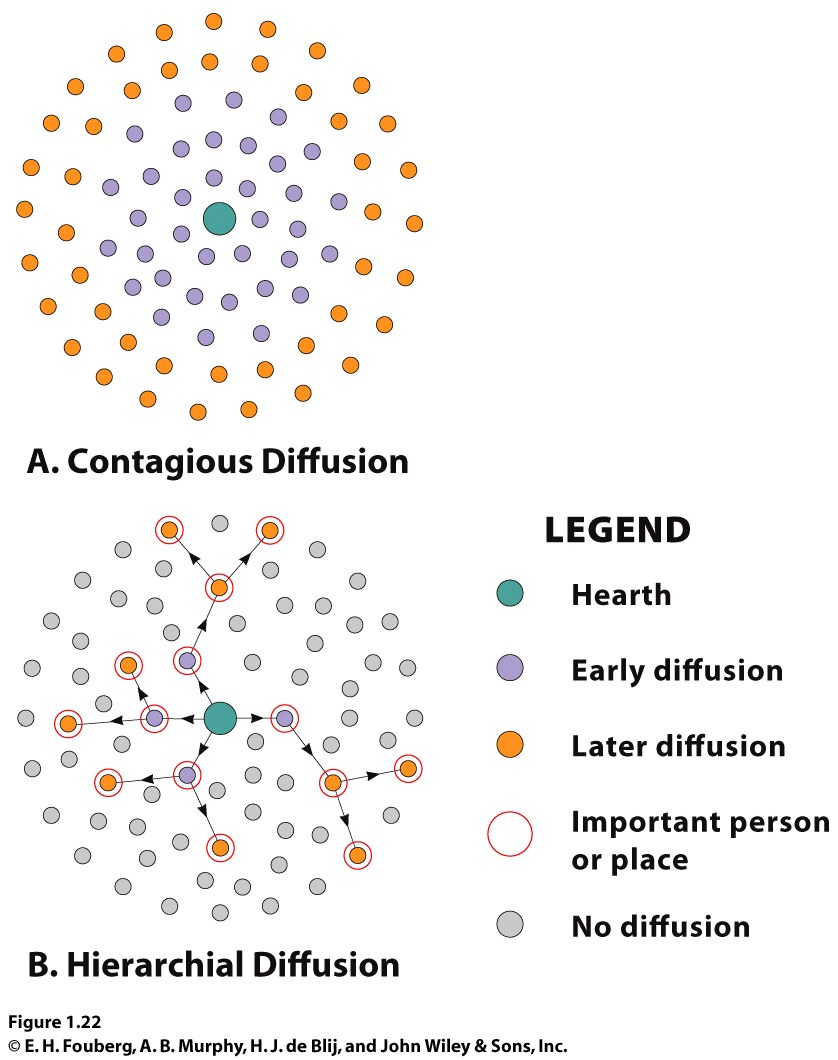 A. Contagious Diffusion
LEGEND
Hearth
Early diffusion
Later diffusion
Important person
or place
No diffusion
B. Hierarchial Diffusion
Figure 1.22
© E. H. Fouberg, A. B. Murphy, H. J. de Blij, and John Wiley & Sons, Inc.